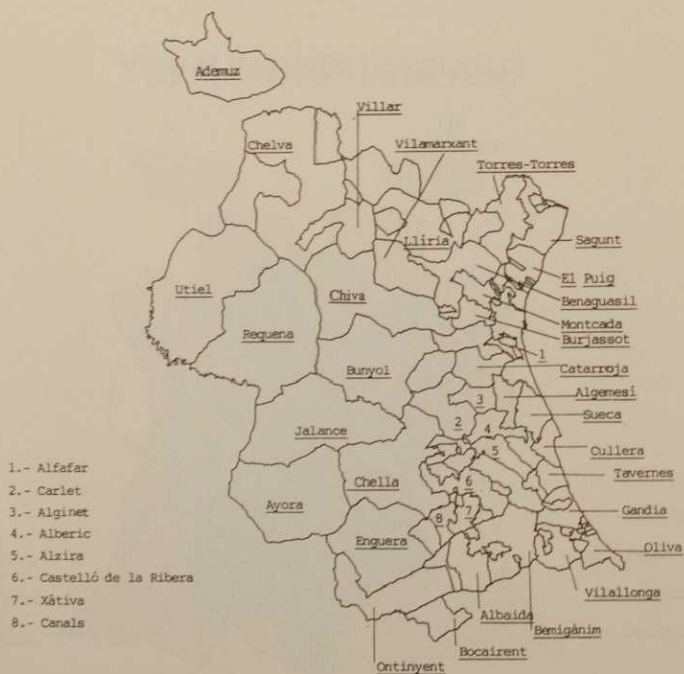 Ademuz
Villar
Chelva
Vilamarxant
Torres-Torres
Llíria
Sagunt
El Puig
Utiel
Chiva
Benaguasil
Montcada
Requena
Burjassot
1
Bunyol
Catarroja
Algemesí
3
Sueca
2
4
Jalance
Cullera
5
Tavernes
1.- Alfafar
Chella
6
2.- Carlet
Ayora
Gandia
3.- Alginet
7
8
Enguera
Oliva
4.- Alberic
5.- Alzira
Vilallonga
6.- Castelló de la Ribera
7.- Xàtiva
Albaida
8.- Canals
Bemigànim
Bocairent
Ontinyent